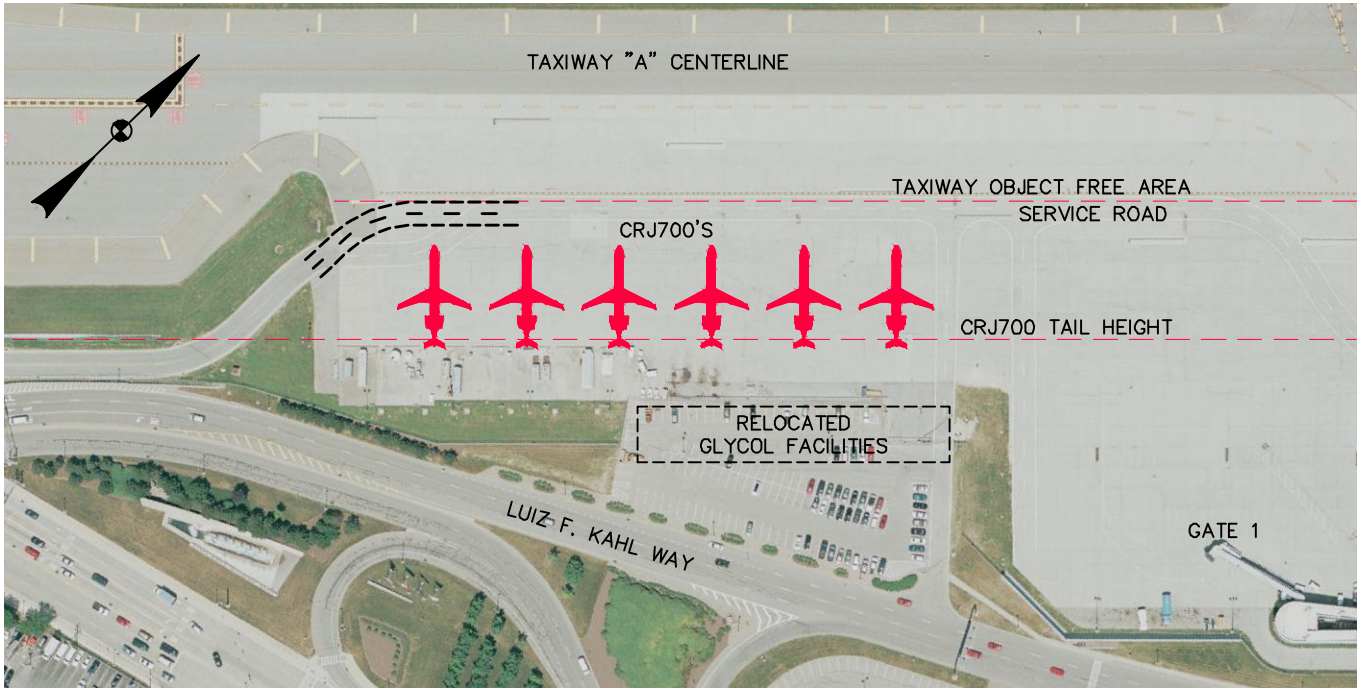 TAXIWAY "A" CENTERLINE
TAXIWAY OBJECT FREE AREA
SERVICE ROAD
CRJ700'S
CRJ700 TAIL HEIGHT
RELOCATED
GLYCOL FACILITIES
LUIZ F. KAHL WAY
GATE 1